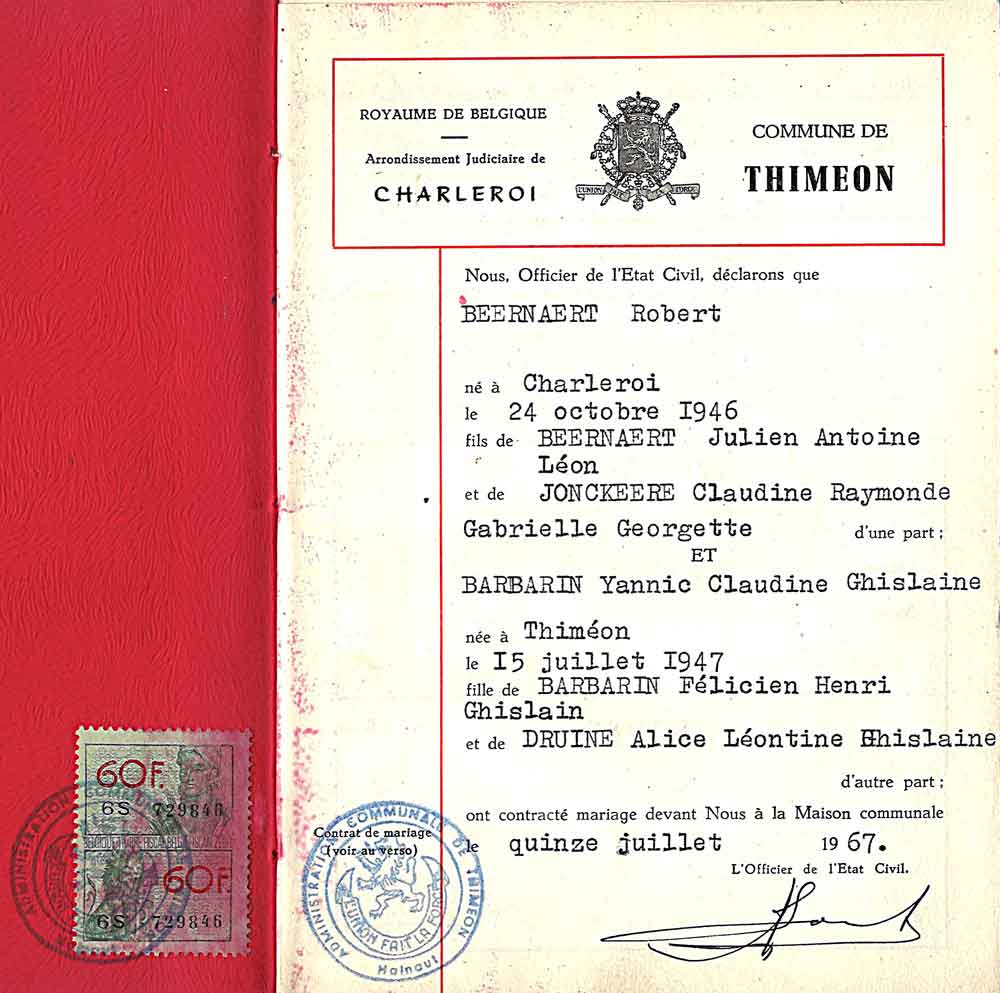 ROYAUME DE BELGIQUE
Arrondissement Judiciaire de
CHARLEROI
L'UNION FAIT LA FORCE
COMMUNE DE
THIMEON
Nous, Officier de l'Etat Civil, déclarons que
BEERNAERT Robert
né à Charleroi
le 24 octobre I946
fils de BEERNAERT Julien Antoine
Léon
et de JONCKEERE Claudine Raymonde
Gabrielle Georgette d'une part ;
ET
BARBARIN Yannic Claudine Ghislaine
née à Thiméon
le I5 juillet I947
fille de BARBARIN Félicien Henri
Ghislain
et de DRUINE Alice Léontine Ghislaine
d'autre part ;
ont contracté mariage devant Nous à la Maison communale
le quinze juillet 19 67.
L'Officier de l'Etat Civil.
Contrat de mariage
(voir au verso)
ADMINISTRATION COMMUNALE DE THIMEON
L'UNION FAIT LA FORCE
Hainaut
60F.
6S 729846
60F.
6S 729846
ADMINISTRATION